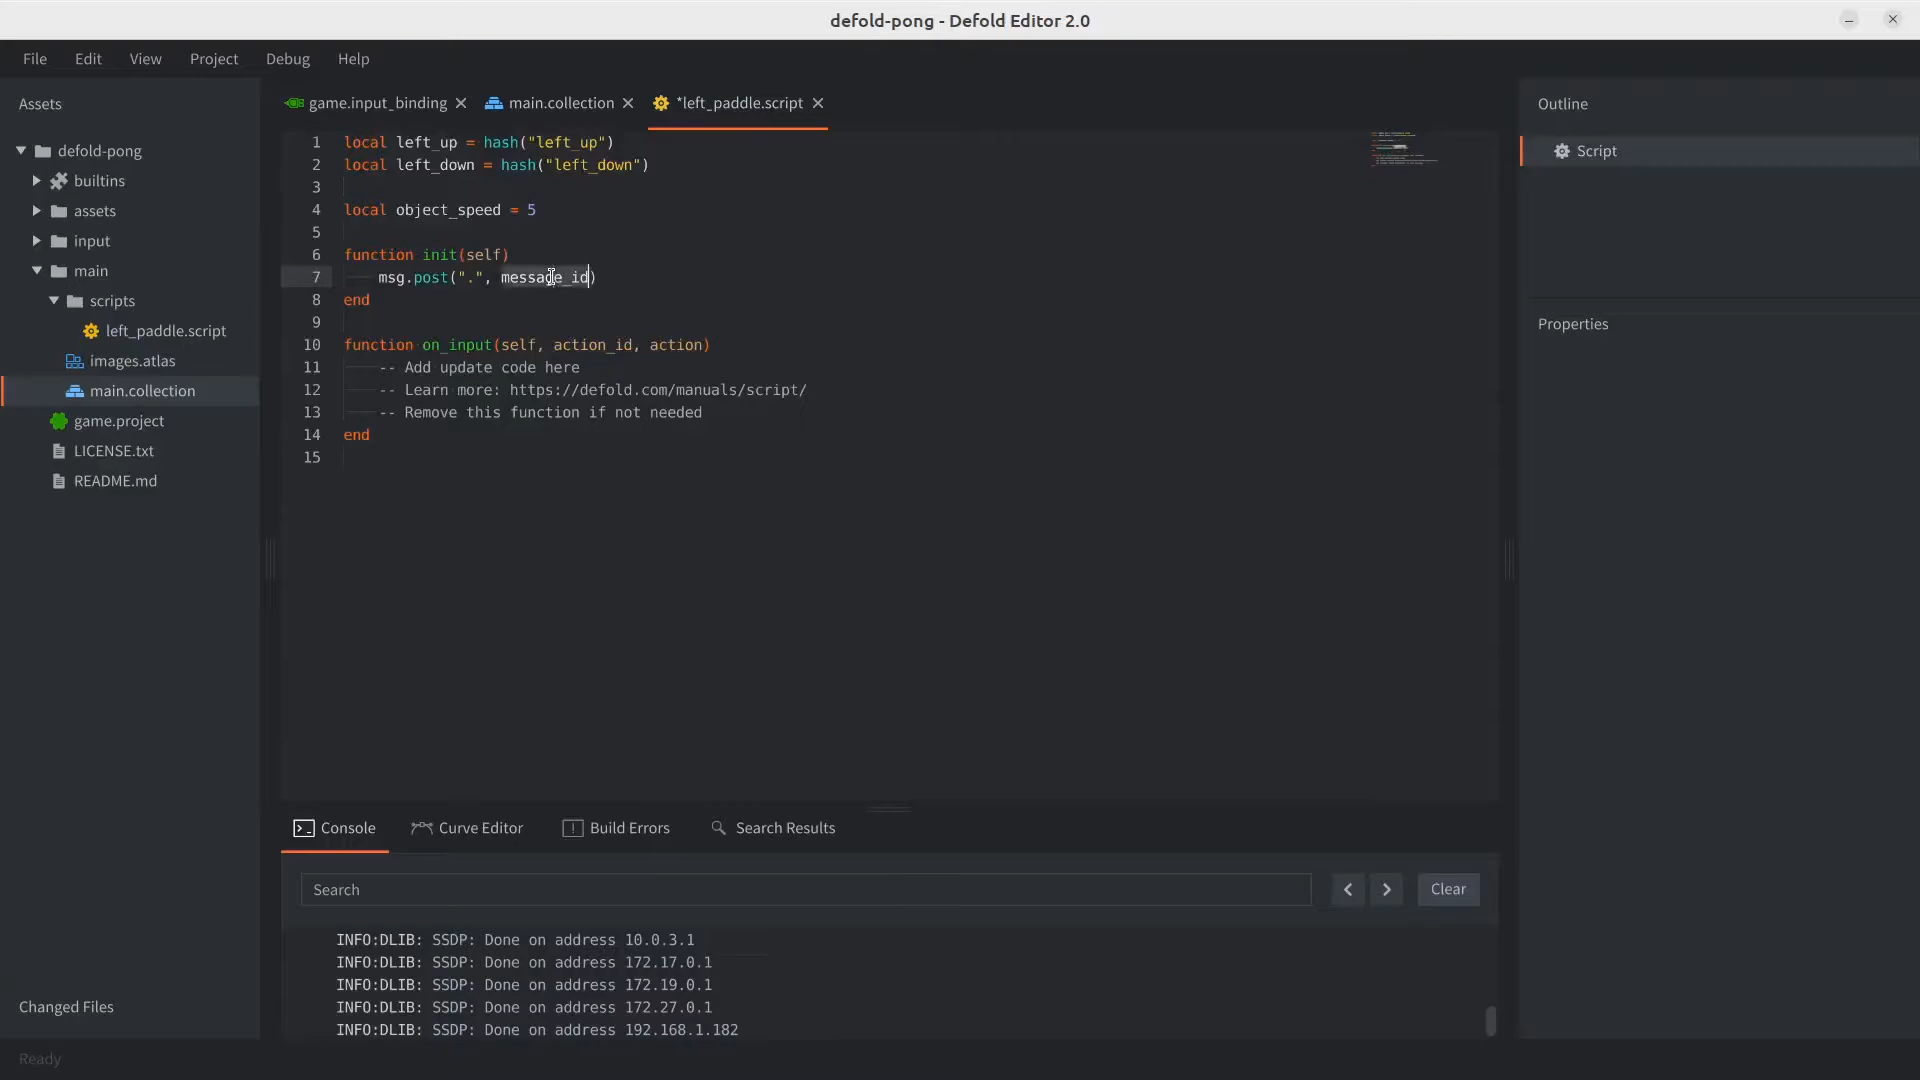 defold-pong - Defold Editor 2.0
File Edit View Project Debug Help
Assets
defold-pong
builtins
assets
input
main
scripts
left_paddle.script
images.atlas
main.collection
game.project
LICENSE.txt
README.md
Changed Files
Ready
game.input_binding main.collection *left_paddle.script
1 local left_up = hash("left_up")
2 local left_down = hash("left_down")
3
4 local object_speed = 5
5
6 function init(self)
7 msg.post(".", message_id)
8 end
9
10 function on_input(self, action_id, action)
11 -- Add update code here
12 -- Learn more: https://defold.com/manuals/script/
13 -- Remove this function if not needed
14 end
15
Console Curve Editor Build Errors Search Results
Search
Clear
INFO:DLIB: SSDP: Done on address 10.0.3.1
INFO:DLIB: SSDP: Done on address 172.17.0.1
INFO:DLIB: SSDP: Done on address 172.19.0.1
INFO:DLIB: SSDP: Done on address 172.27.0.1
INFO:DLIB: SSDP: Done on address 192.168.1.182
Outline
Script
Properties